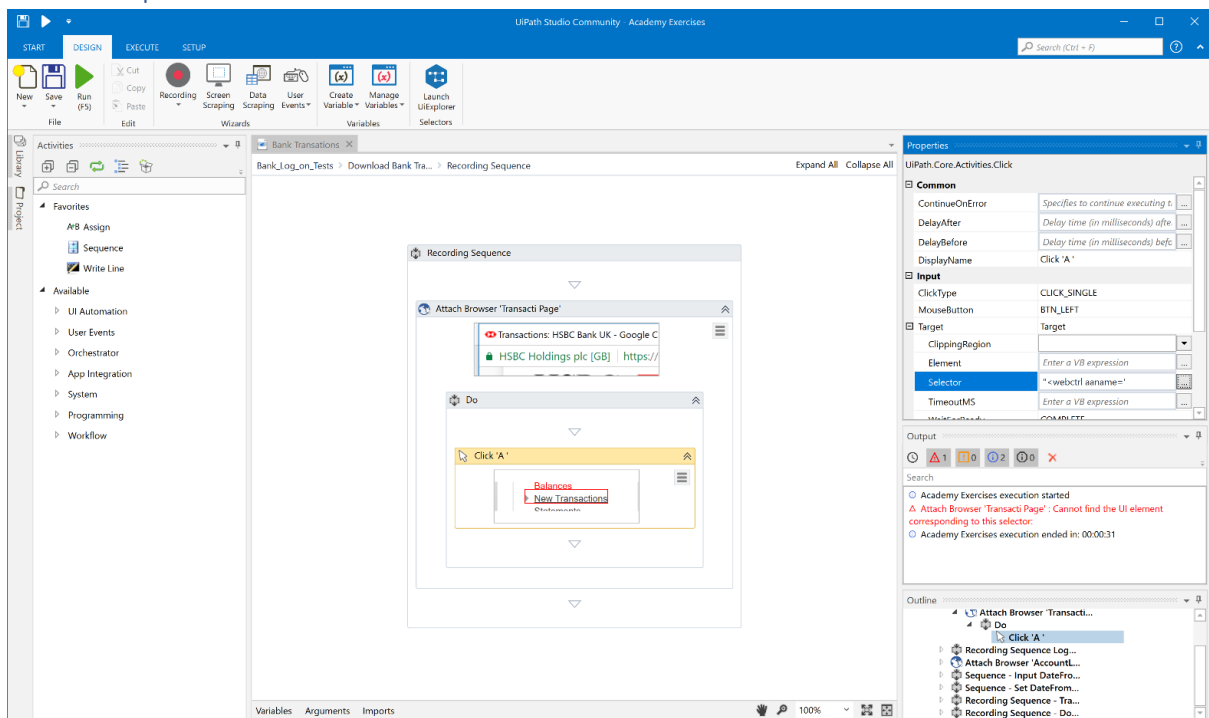 UiPath Studio Community - Academy Exercises
START DESIGN EXECUTE SETUP
Search (Ctrl + F)
New Save Run (F5)
Cut
Copy
Paste
Recording Screen Scraping Data Scraping User Events
Create Variable Manage Variables
Launch UiExplorer
File Edit Wizards Variables Selectors
Library
Project
Activities
Search
Favorites
A*B Assign
Sequence
Write Line
Available
UI Automation
User Events
Orchestrator
App Integration
System
Programming
Workflow
Bank Transations
Bank_Log_on_Tests > Download Bank Tra... > Recording Sequence
Expand All Collapse All
Recording Sequence
Attach Browser 'Transacti Page'
Transactions: HSBC Bank UK - Google C
HSBC Holdings plc [GB] https://
Do
Click 'A '
Balances
New Transactions
Statements
Variables Arguments Imports
100%
Properties
UiPath.Core.Activities.Click
Common
ContinueOnError Specifies to continue executing t
DelayAfter Delay time (in milliseconds) afte
DelayBefore Delay time (in milliseconds) befc
DisplayName Click 'A '
Input
ClickType CLICK_SINGLE
MouseButton BTN_LEFT
Target Target
ClippingRegion
Element Enter a VB expression
Selector "<webctrl aaname='
TimeoutMS Enter a VB expression
WaitForReady COMPLETE
Output
1 0 2 0
Search
Academy Exercises execution started
Attach Browser 'Transacti Page' : Cannot find the UI element
corresponding to this selector:
Academy Exercises execution ended in: 00:00:31
Outline
Attach Browser 'Transacti...
Do
Click 'A '
Recording Sequence Log...
Attach Browser 'AccountL...
Sequence - Input DateFro...
Sequence - Set DateFrom...
Recording Sequence - Tra...
Recording Sequence - Do...